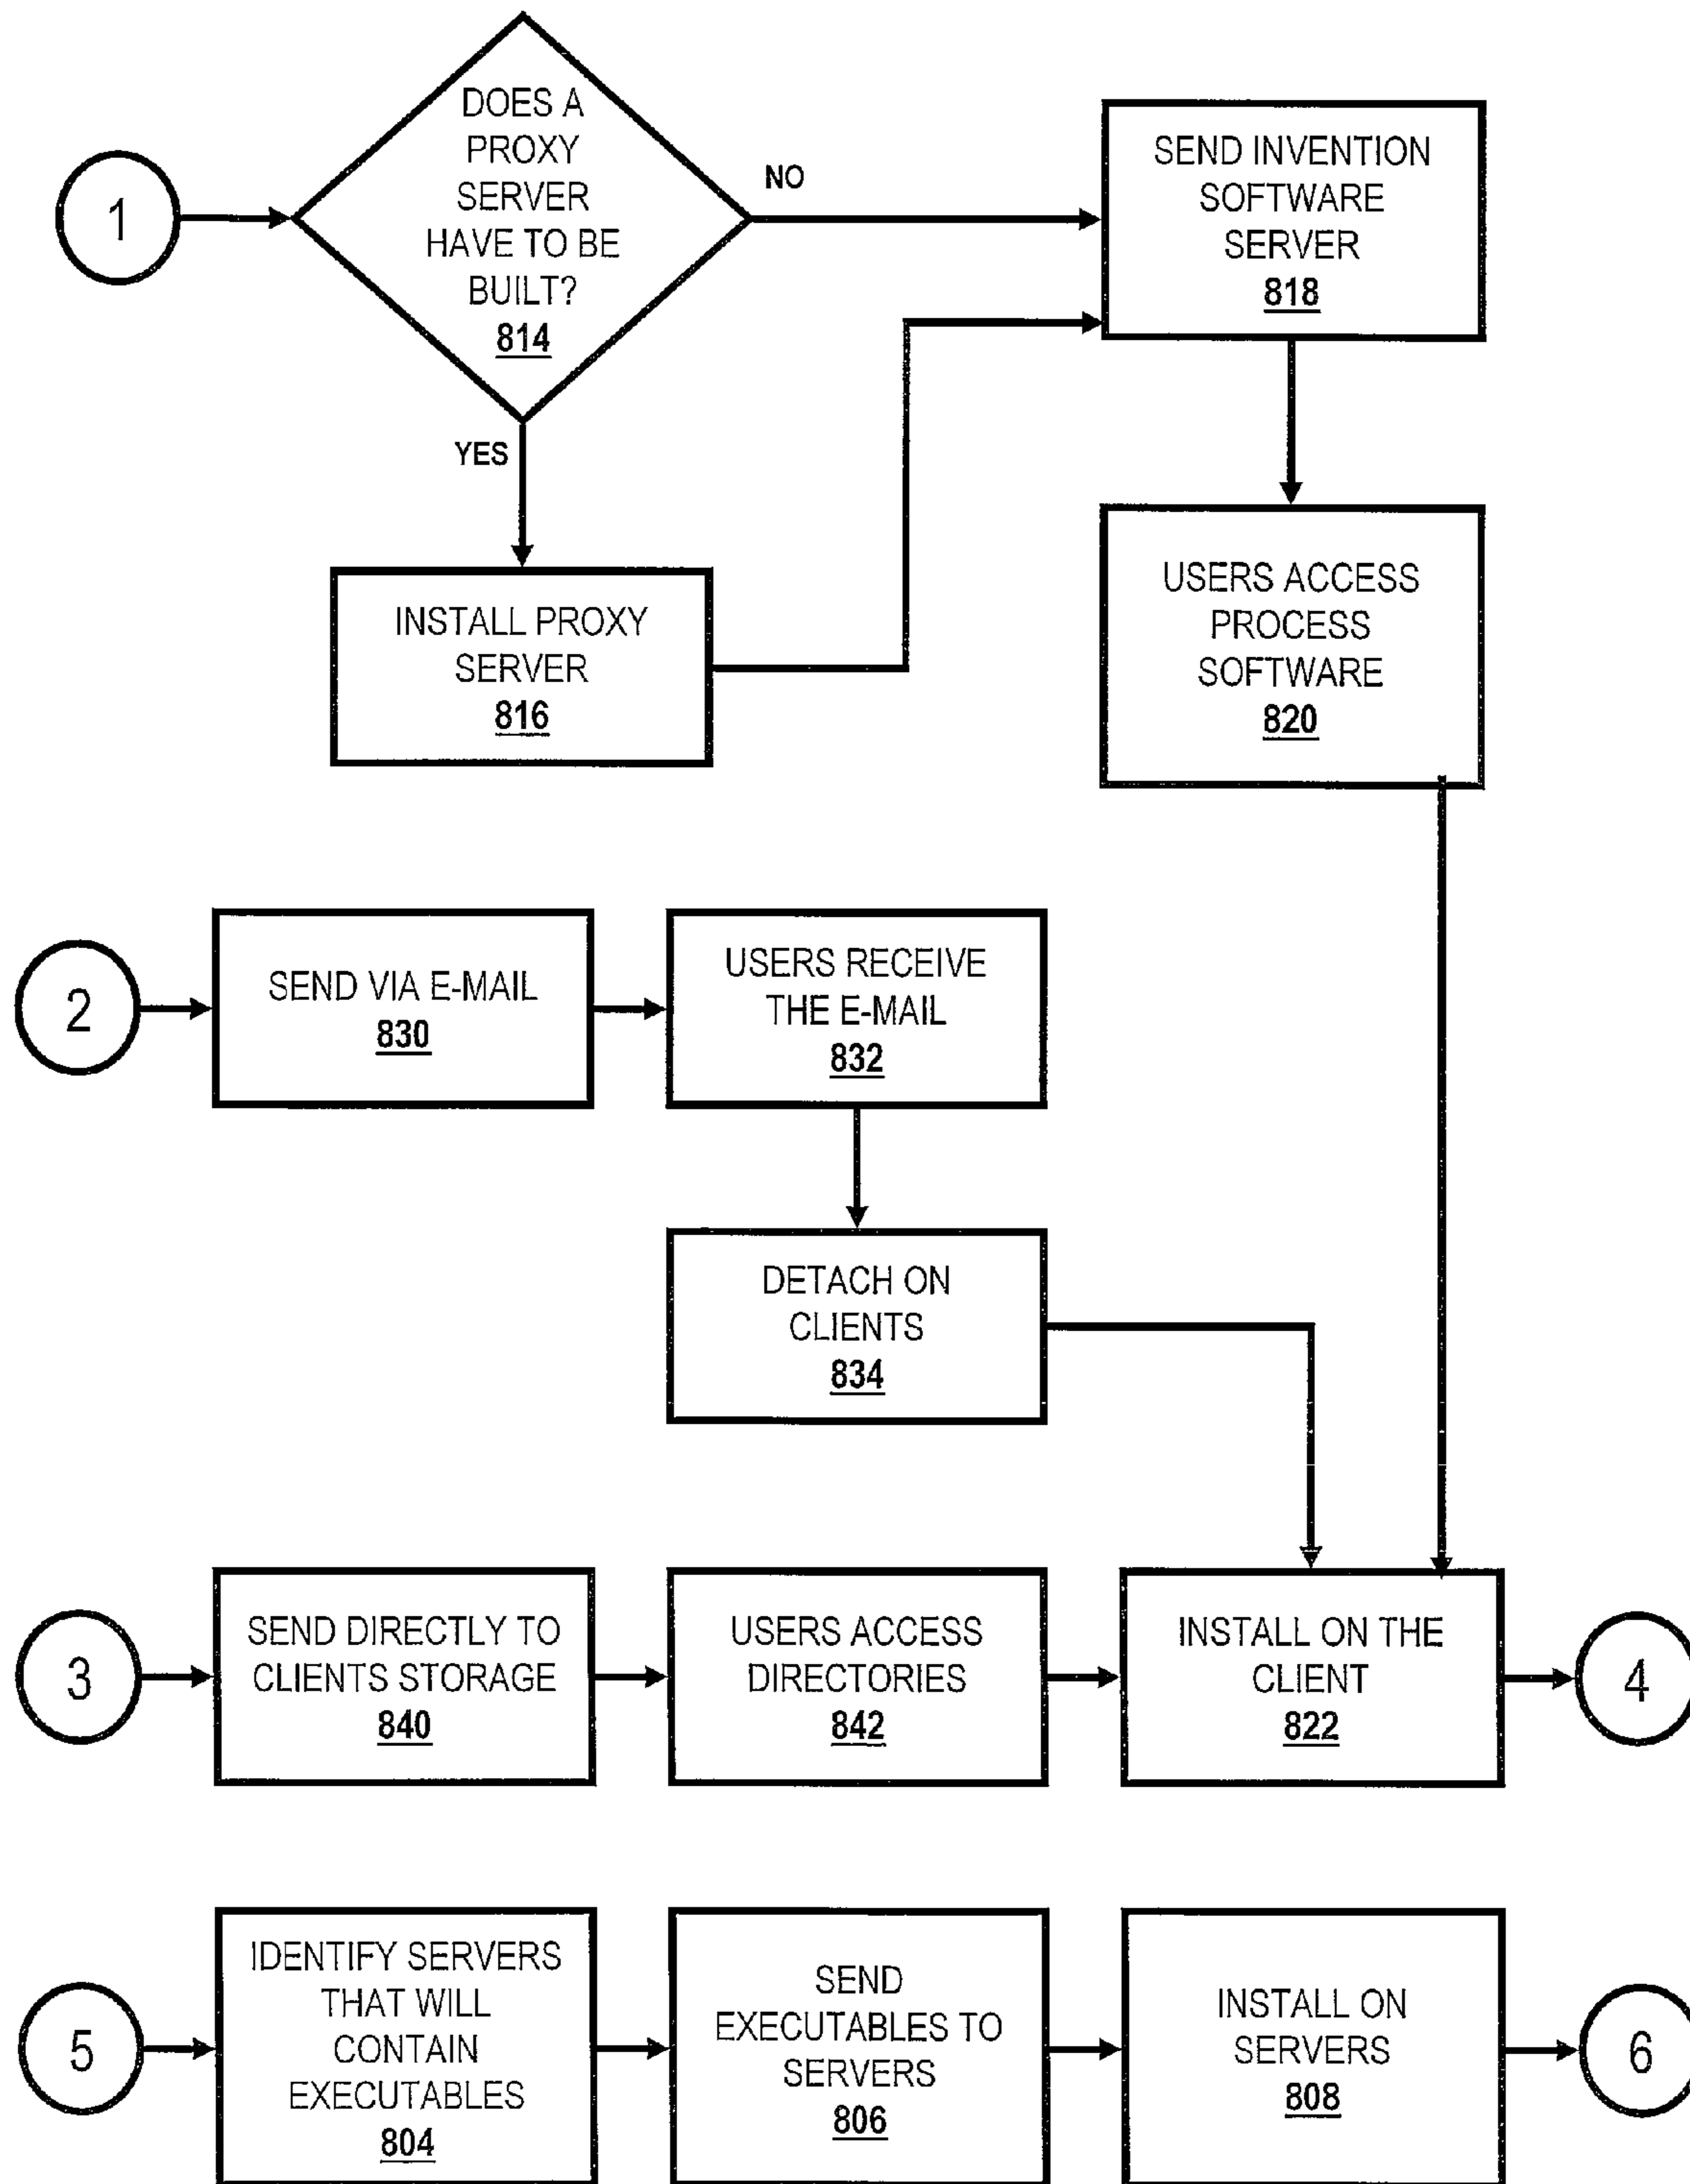 1
DOES A
PROXY
SERVER
HAVE TO BE
BUILT?
814
NO
YES
SEND INVENTION
SOFTWARE
SERVER
818
INSTALL PROXY
SERVER
816
USERS ACCESS
PROCESS
SOFTWARE
820
2
SEND VIA E-MAIL
830
USERS RECEIVE
THE E-MAIL
832
DETACH ON
CLIENTS
834
3
SEND DIRECTLY TO
CLIENTS STORAGE
840
USERS ACCESS
DIRECTORIES
842
INSTALL ON THE
CLIENT
822
4
5
IDENTIFY SERVERS
THAT WILL
CONTAIN
EXECUTABLES
804
SEND
EXECUTABLES TO
SERVERS
806
INSTALL ON
SERVERS
808
6